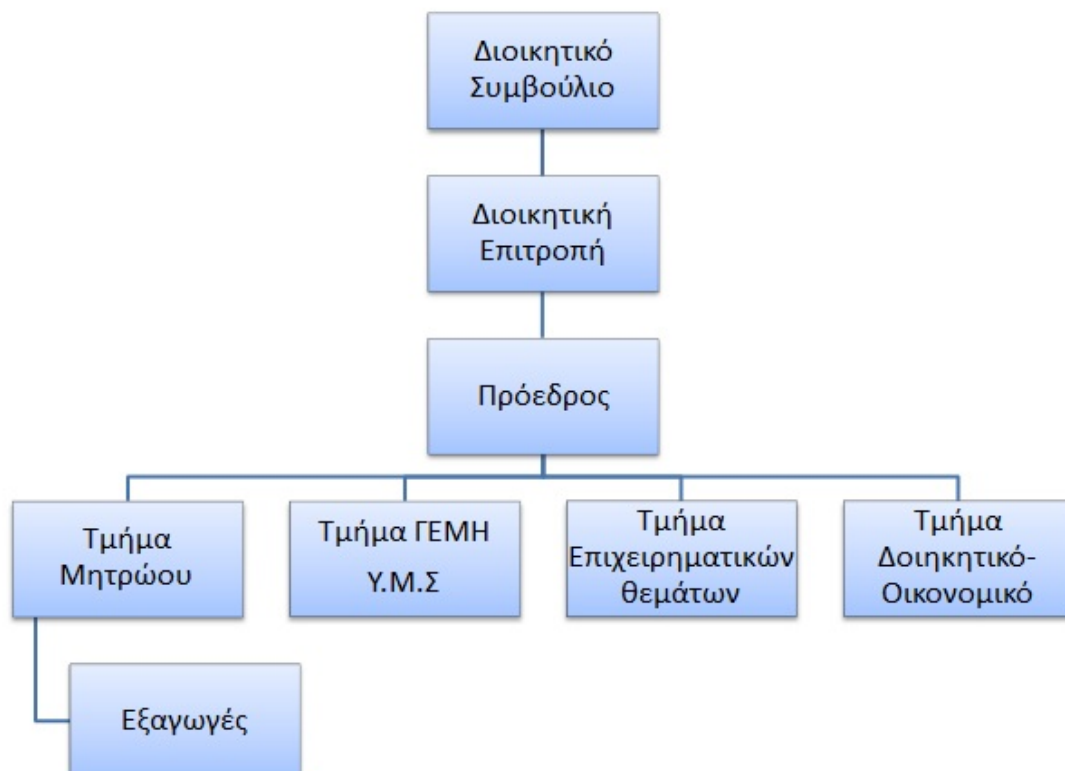 Διοικητικό
Συμβούλιο
Διοικητική
Επιτροπή
Πρόεδρος
Τμήμα
Μητρώου
Τμήμα ΓΕΜΗ
Υ.Μ.Σ
Τμήμα
Επιχειρηματικών
θεμάτων
Τμήμα
Δοιηκητικό-
Οικονομικό
Εξαγωγές